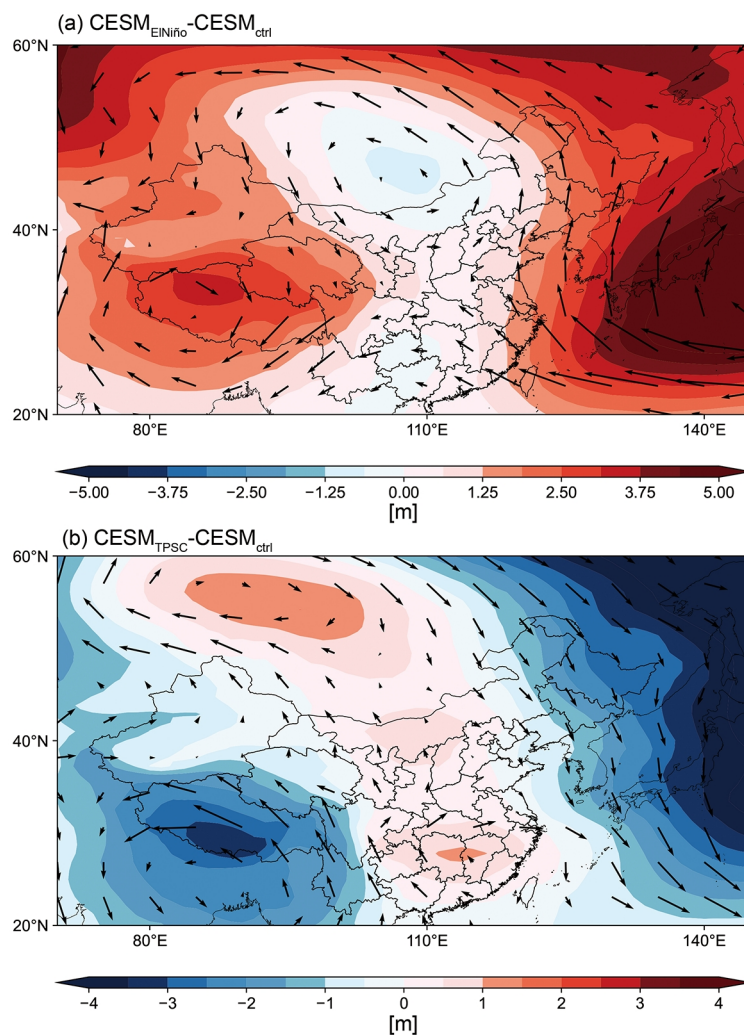 (a) CESMElNiño-CESMctrl
60°N
40°N
20°N
80°E 110°E 140°E
−5.00 −3.75 −2.50 −1.25 0.00 1.25 2.50 3.75 5.00
[m]
(b) CESMTPSC-CESMctrl
60°N
40°N
20°N
80°E 110°E 140°E
−4 −3 −2 −1 0 1 2 3 4
[m]